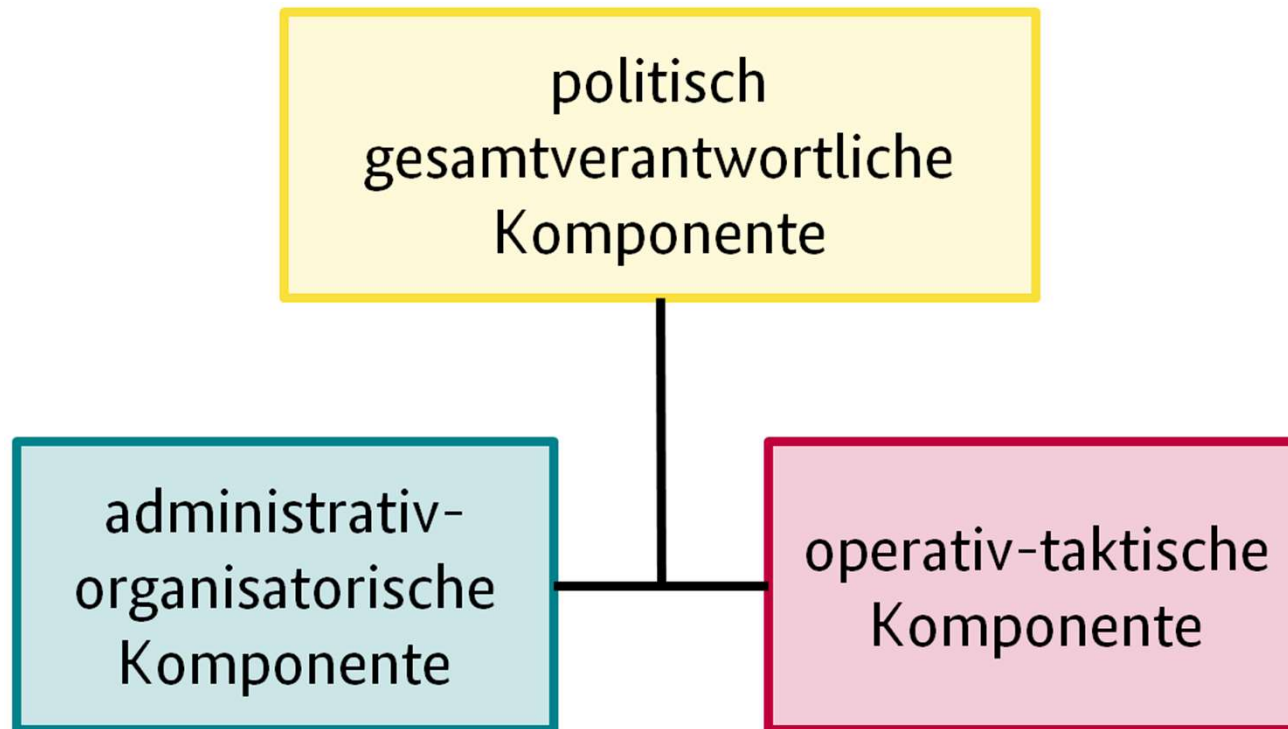 politisch
gesamtverantwortliche
Komponente
administrativ-
organisatorische
Komponente
operativ-taktische
Komponente